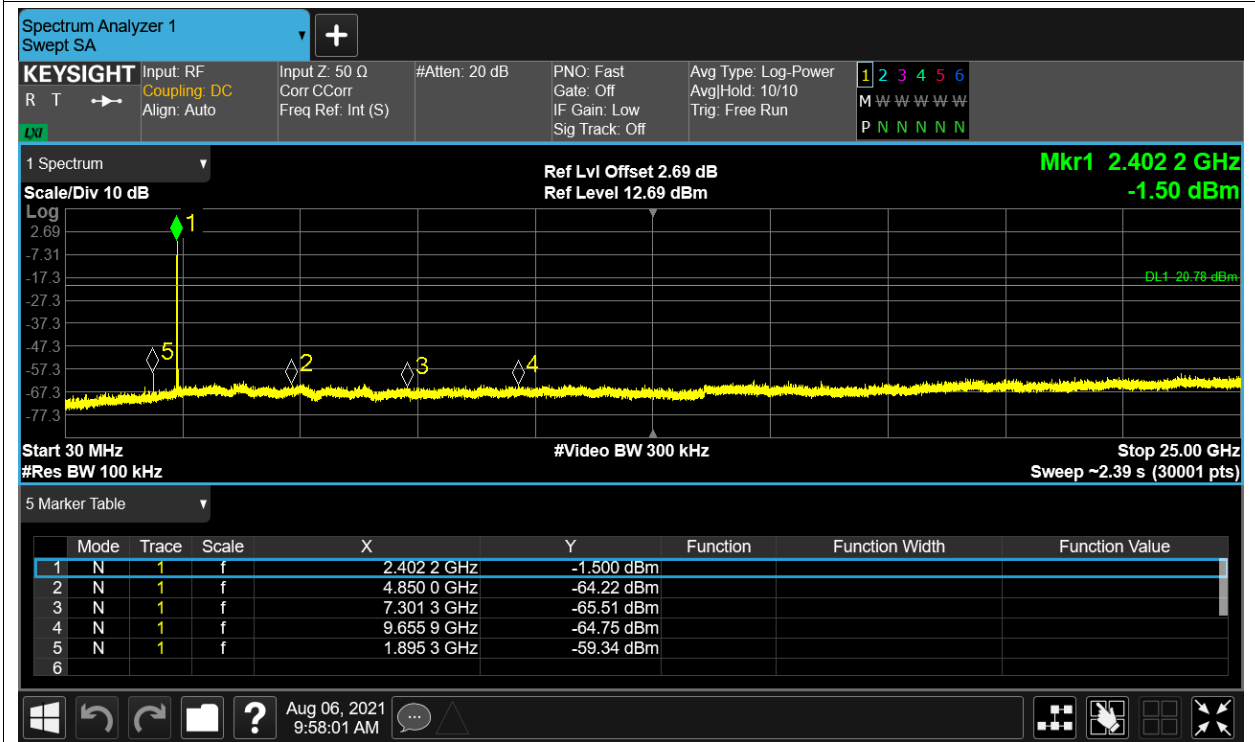 Spectrum Analyzer 1
Swept SA
+
KEYSIGHT
R T
LXI
Input: RF
Coupling: DC
Align: Auto
Input Z: 50 Ω
Corr CCorr
Freq Ref: Int (S)
#Atten: 20 dB
PNO: Fast
Gate: Off
IF Gain: Low
Sig Track: Off
Avg Type: Log-Power
Avg|Hold: 10/10
Trig: Free Run
1 2 3 4 5 6
M W W W W W
P N N N N N
1 Spectrum
Scale/Div 10 dB
Ref Lvl Offset 2.69 dB
Ref Level 12.69 dBm
Mkr1 2.402 2 GHz
-1.50 dBm
Log
2.69
-7.31
-17.3
-27.3
-37.3
-47.3
-57.3
-67.3
-77.3
1
5
2
3
4
DL1 -20.78 dBm
Start 30 MHz
#Video BW 300 kHz
Stop 25.00 GHz
#Res BW 100 kHz
Sweep ~2.39 s (30001 pts)
5 Marker Table
Mode Trace Scale X Y Function Function Width Function Value
1 N 1 f 2.402 2 GHz -1.500 dBm
2 N 1 f 4.850 0 GHz -64.22 dBm
3 N 1 f 7.301 3 GHz -65.51 dBm
4 N 1 f 9.655 9 GHz -64.75 dBm
5 N 1 f 1.895 3 GHz -59.34 dBm
6
?
Aug 06, 2021
9:58:01 AM